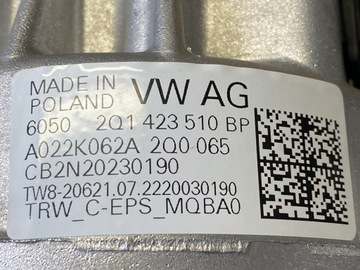 MADE IN
POLAND VW AG
6050 2Q1 423 510 BP
A022K062A 2Q0 065
CB2N20230190
TW8-20621.07.2220030190
TRW_C-EPS_MQBA0